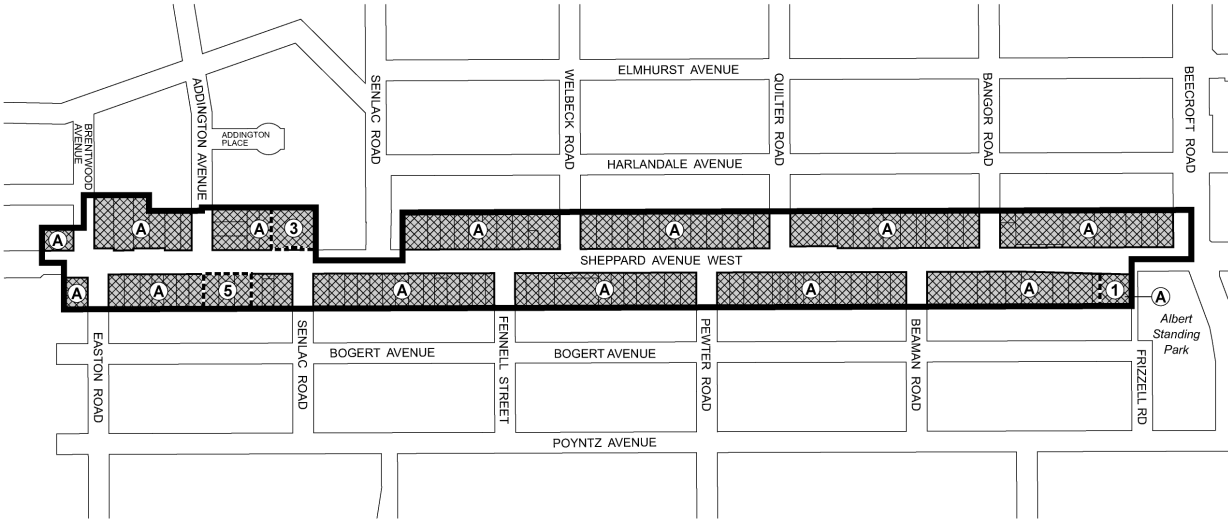 ELMHURST AVENUE
BRENTWOOD
AVENUE
ADDINGTON AVENUE
ADDINGTON
PLACE
SENLAC ROAD
WELBECK ROAD
QUILTER ROAD
BANGOR ROAD
BEECROFT ROAD
HARLANDALE AVENUE
A
A
A
3
A
A
A
A
SHEPPARD AVENUE WEST
A
A
5
A
A
A
A
1
A
Albert
Standing
Park
EASTON ROAD
SENLAC ROAD
BOGERT AVENUE
FENNELL STREET
BOGERT AVENUE
PEWTER ROAD
BEAMAN ROAD
FRIZZELL RD
POYNTZ AVENUE